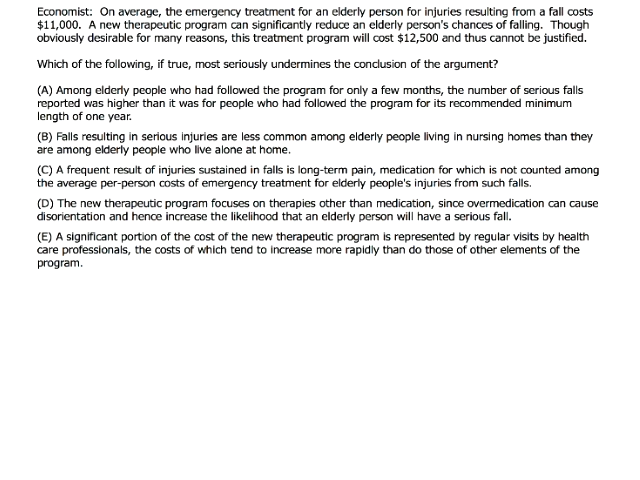 Economist:  On average, the emergency treatment for an elderly person for injuries resulting from a fall costs
$11,000.  A new therapeutic program can significantly reduce an elderly person's chances of falling.  Though
obviously desirable for many reasons, this treatment program will cost $12,500 and thus cannot be justified.
Which of the following, if true, most seriously undermines the conclusion of the argument?
(A) Among elderly people who had followed the program for only a few months, the number of serious falls
reported was higher than it was for people who had followed the program for its recommended minimum
length of one year.
(B) Falls resulting in serious injuries are less common among elderly people living in nursing homes than they
are among elderly people who live alone at home.
(C) A frequent result of injuries sustained in falls is long-term pain, medication for which is not counted among
the average per-person costs of emergency treatment for elderly people's injuries from such falls.
(D) The new therapeutic program focuses on therapies other than medication, since overmedication can cause
disorientation and hence increase the likelihood that an elderly person will have a serious fall.
(E) A significant portion of the cost of the new therapeutic program is represented by regular visits by health
care professionals, the costs of which tend to increase more rapidly than do those of other elements of the
program.